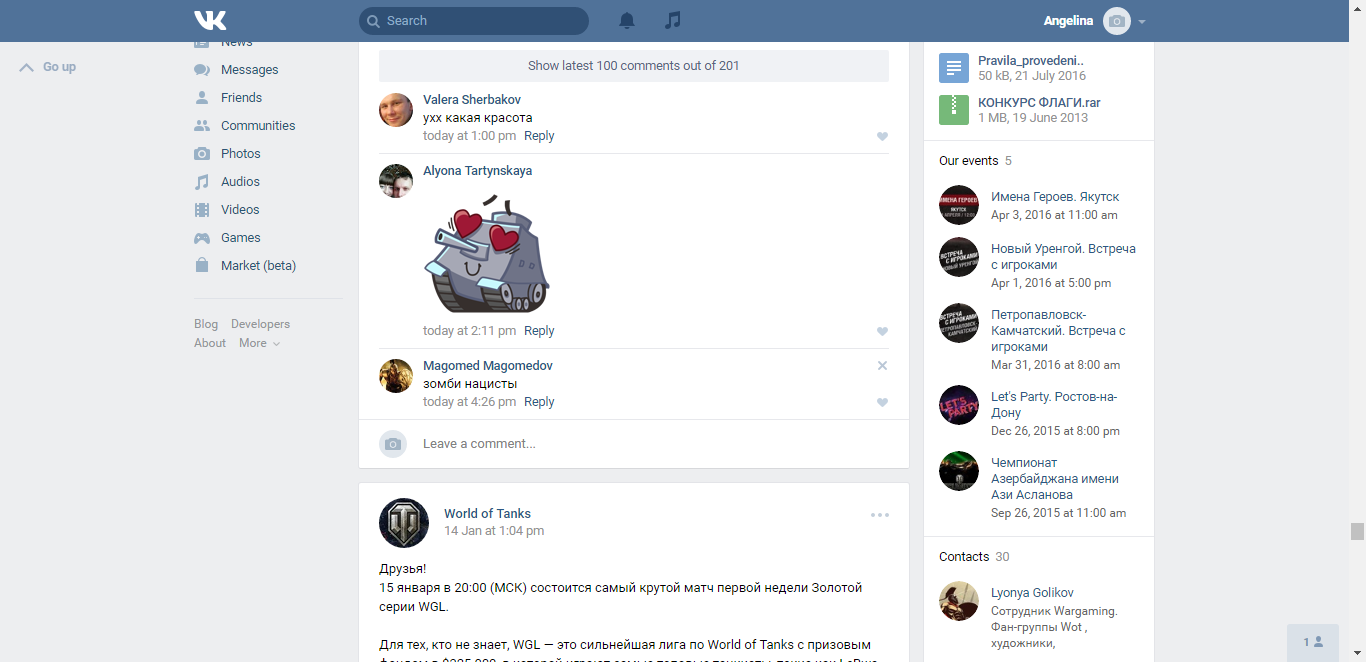 Search
Angelina
Go up
News
Messages
Friends
Communities
Photos
Audios
Videos
Games
Market (beta)
Blog Developers
About More
Show latest 100 comments out of 201
Valera Sherbakov
ухх какая красота
today at 1:00 pm Reply
Alyona Tartynskaya
today at 2:11 pm Reply
Magomed Magomedov
зомби нацисты
today at 4:26 pm Reply
Leave a comment...
World of Tanks
14 Jan at 1:04 pm
Друзья!
15 января в 20:00 (МСК) состоится самый крутой матч первой недели Золотой
серии WGL.
Для тех, кто не знает, WGL — это сильнейшая лига по World of Tanks с призовым
Pravila_provedeni..
50 kB, 21 July 2016
КОНКУРС ФЛАГИ.rar
1 MB, 19 June 2013
Our events 5
Имена Героев. Якутск
Apr 3, 2016 at 11:00 am
Новый Уренгой. Встреча
с игроками
Apr 1, 2016 at 5:00 pm
Петропавловск-
Камчатский. Встреча с
игроками
Mar 31, 2016 at 8:00 am
LET'S PARTY
Let's Party. Ростов-на-
Дону
Dec 26, 2015 at 8:00 pm
Чемпионат
Азербайджана имени
Ази Асланова
Sep 26, 2015 at 11:00 am
Contacts 30
Lyonya Golikov
Сотрудник Wargaming.
Фан-группы Wot ,
художники,
1